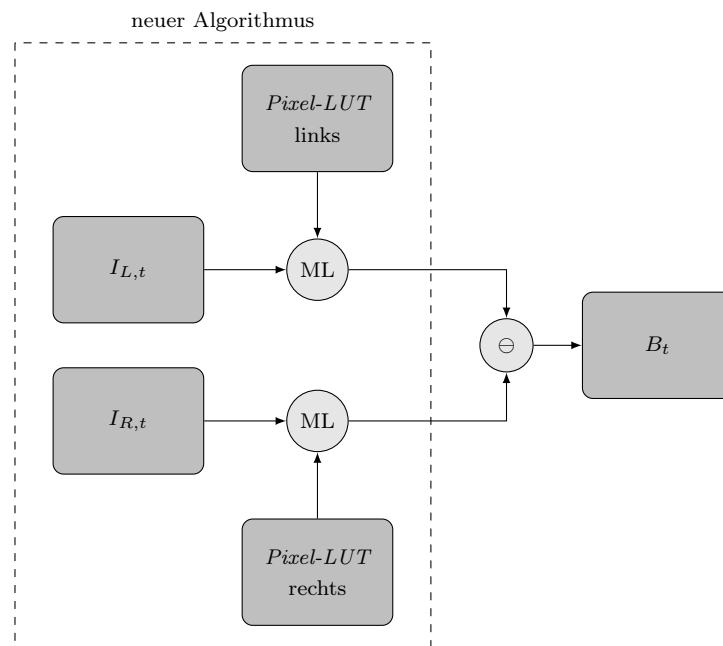 neuer Algorithmus
Pixel-LUT
links
I_{L,t}
ML
⊖
B_t
I_{R,t}
ML
Pixel-LUT
rechts